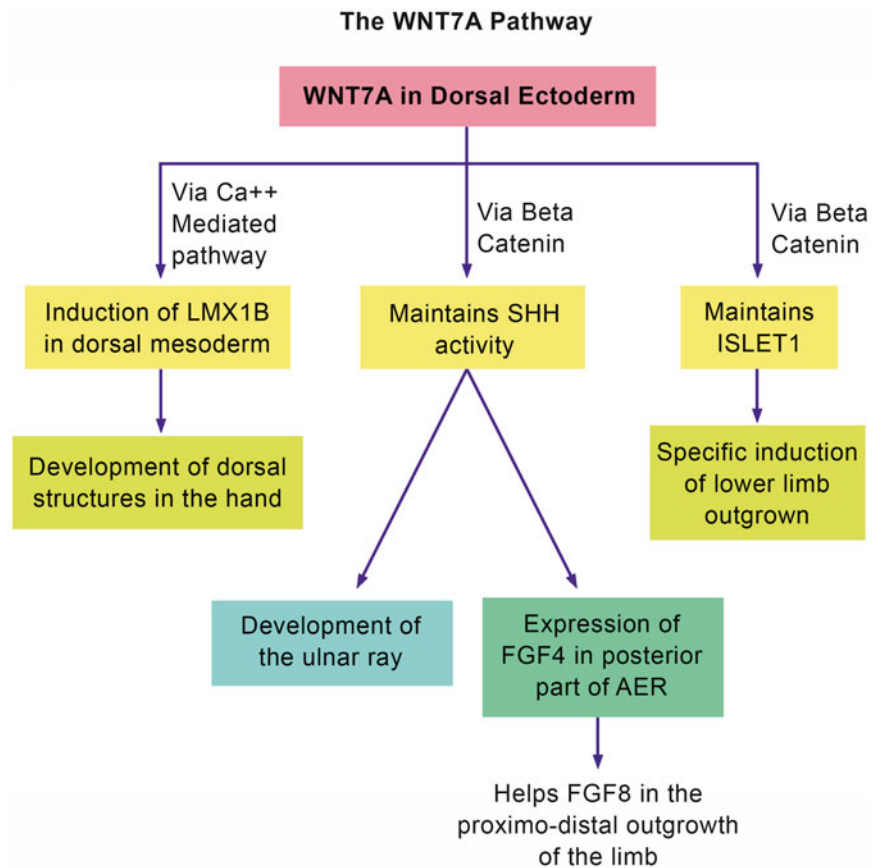 The WNT7A Pathway
WNT7A in Dorsal Ectoderm
Via Ca++
Mediated
pathway
Via Beta
Catenin
Via Beta
Catenin
Induction of LMX1B
in dorsal mesoderm
Maintains SHH
activity
Maintains
ISLET1
Development of dorsal
structures in the hand
Specific induction
of lower limb
outgrown
Development of
the ulnar ray
Expression of
FGF4 in posterior
part of AER
Helps FGF8 in the
proximo-distal outgrowth
of the limb